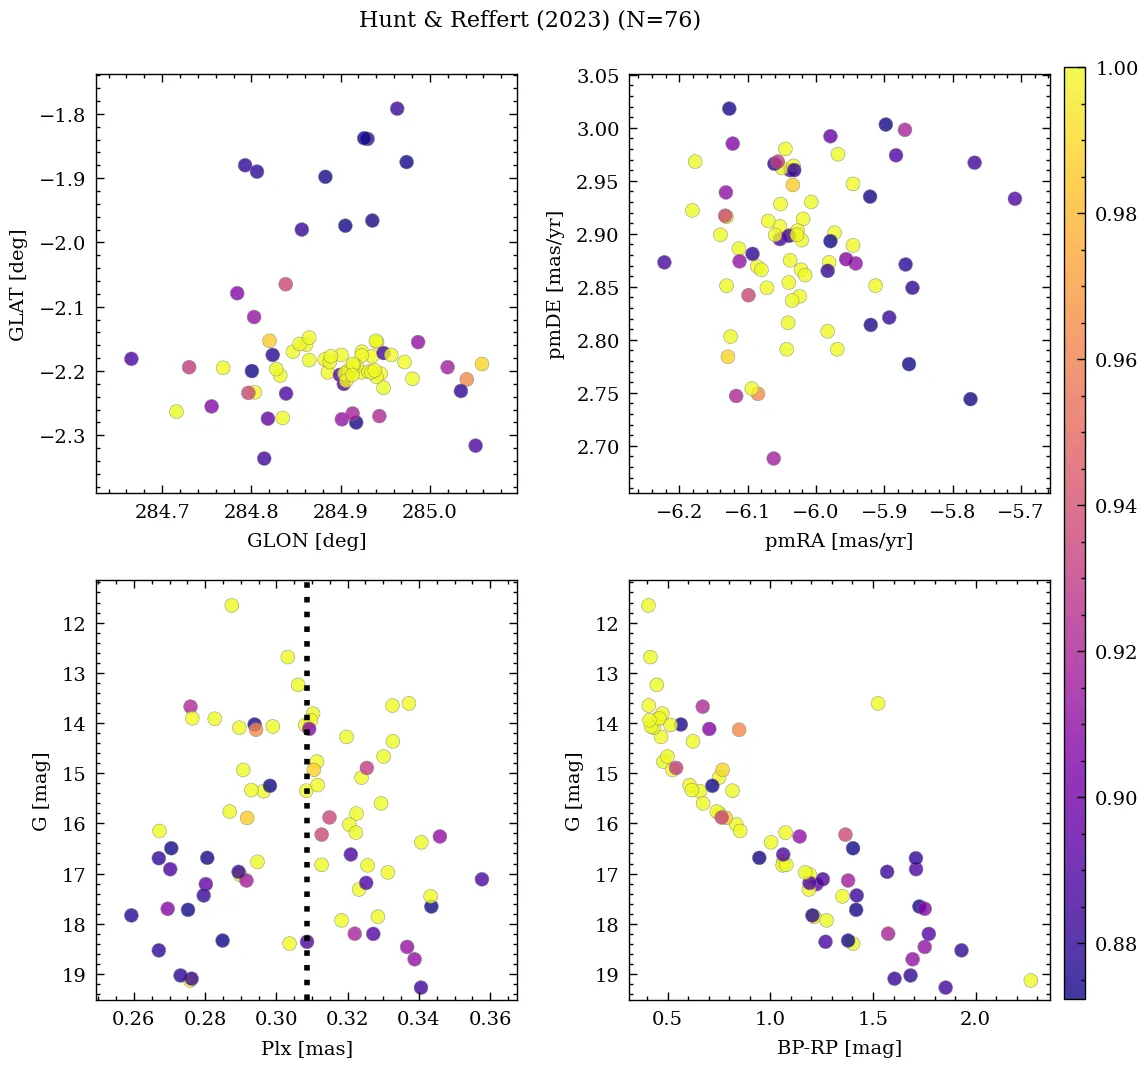 Hunt & Reffert (2023) (N=76)
−1.8
−1.9
−2.0
−2.1
−2.2
−2.3
GLAT [deg]
284.7 284.8 284.9 285.0
GLON [deg]
3.05
3.00
2.95
2.90
2.85
2.80
2.75
2.70
pmDE [mas/yr]
−6.2 −6.1 −6.0 −5.9 −5.8 −5.7
pmRA [mas/yr]
12
13
14
15
16
17
18
19
G [mag]
0.26 0.28 0.30 0.32 0.34 0.36
Plx [mas]
12
13
14
15
16
17
18
19
G [mag]
0.5 1.0 1.5 2.0
BP-RP [mag]
1.00
0.98
0.96
0.94
0.92
0.90
0.88